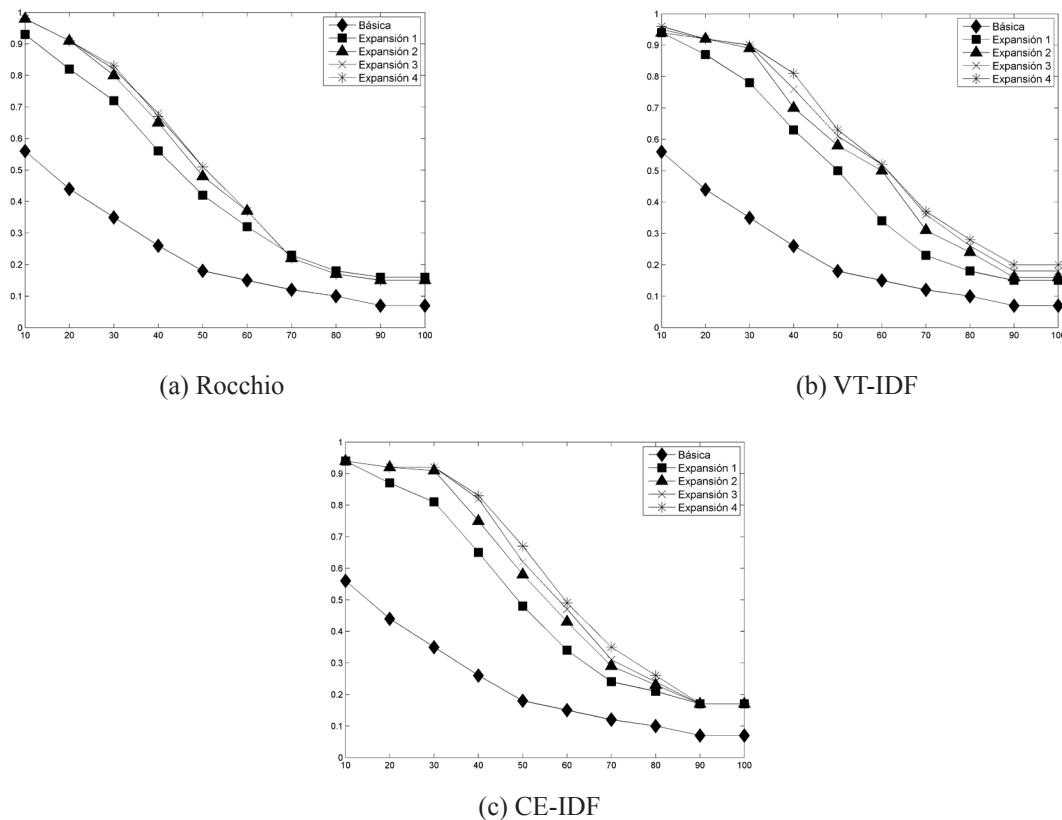 1
0.9
0.8
0.7
0.6
0.5
0.4
0.3
0.2
0.1
0
10 20 30 40 50 60 70 80 90 100
Básica
Expansión 1
Expansión 2
Expansión 3
Expansión 4
(a) Rocchio
1
0.9
0.8
0.7
0.6
0.5
0.4
0.3
0.2
0.1
0
10 20 30 40 50 60 70 80 90 100
Básica
Expansión 1
Expansión 2
Expansión 3
Expansión 4
(b) VT-IDF
1
0.9
0.8
0.7
0.6
0.5
0.4
0.3
0.2
0.1
0
10 20 30 40 50 60 70 80 90 100
Básica
Expansión 1
Expansión 2
Expansión 3
Expansión 4
(c) CE-IDF